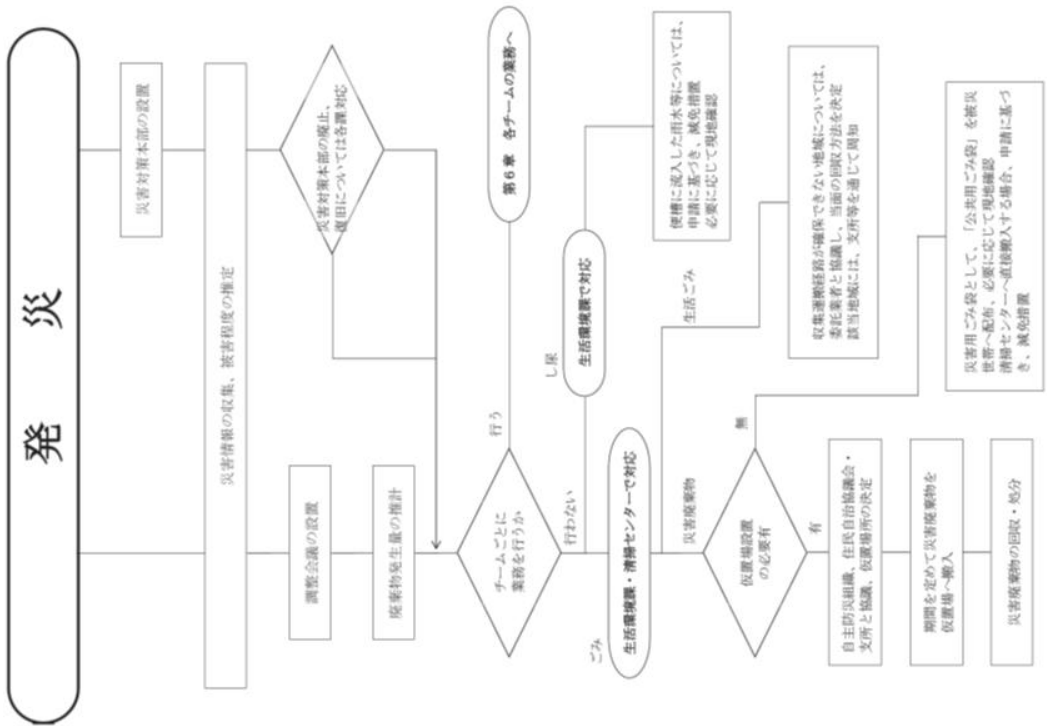 発　災
災害対策本部の設置
災害情報の収集、被害程度の推定
災害対策本部の廃止、
復旧については各課対応
調整会議の設置
廃棄物発生量の推計
チームごとに
業務を行うか
行う
第6章　各チームの業務へ
行わない
し尿
生活環境課で対応
便槽に流入した雨水等については、
申請に基づき、減免措置
必要に応じて現地確認
ごみ
生活環境課・清掃センターで対応
生活ごみ
収集運搬経路が確保できない地域については、
委託業者と協議し、当面の回収方法を決定
該当地域には、支所等を通じて周知
災害廃棄物
仮置場設置
の必要有
無
災害用ごみ袋として、「公共用ごみ袋」を被災
世帯へ配布、必要に応じて現地確認
清掃センターへ直接搬入する場合、申請に基づ
き、減免措置
有
自主防災組織、住民自治協議会・
支所と協議、仮置場所の決定
期間を定めて災害廃棄物を
仮置場へ搬入
災害廃棄物の回収・処分